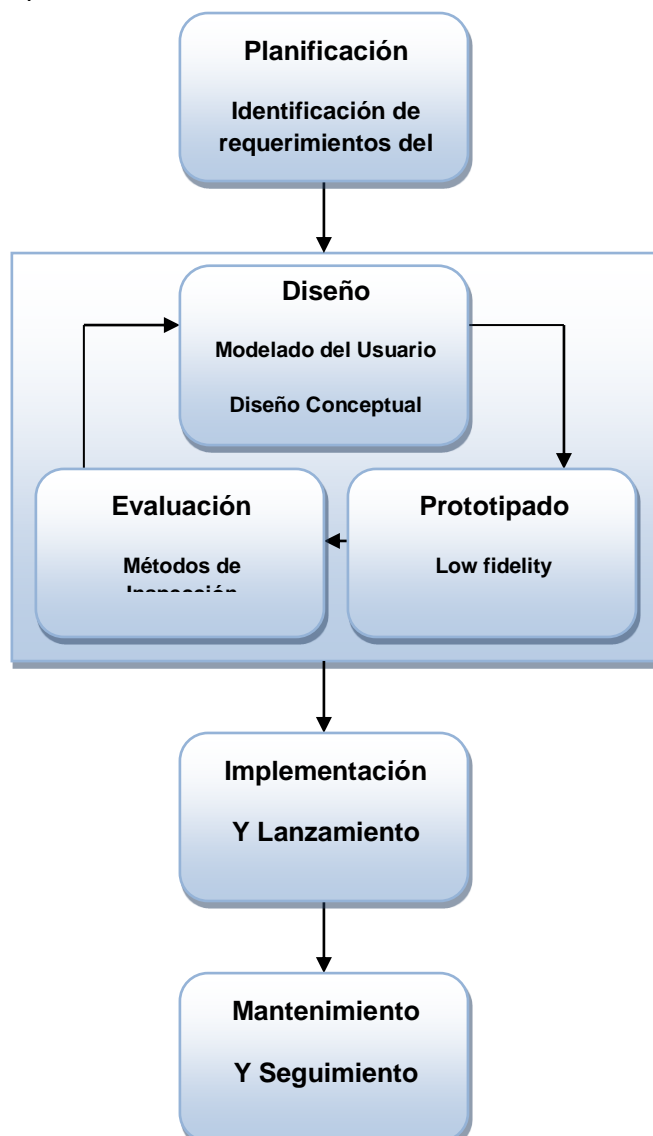 Planificación
Identificación de
requerimientos del
Diseño
Modelado del Usuario
Diseño Conceptual
Evaluación
Métodos de
Prototipado
Low fidelity
Implementación
Y Lanzamiento
Mantenimiento
Y Seguimiento